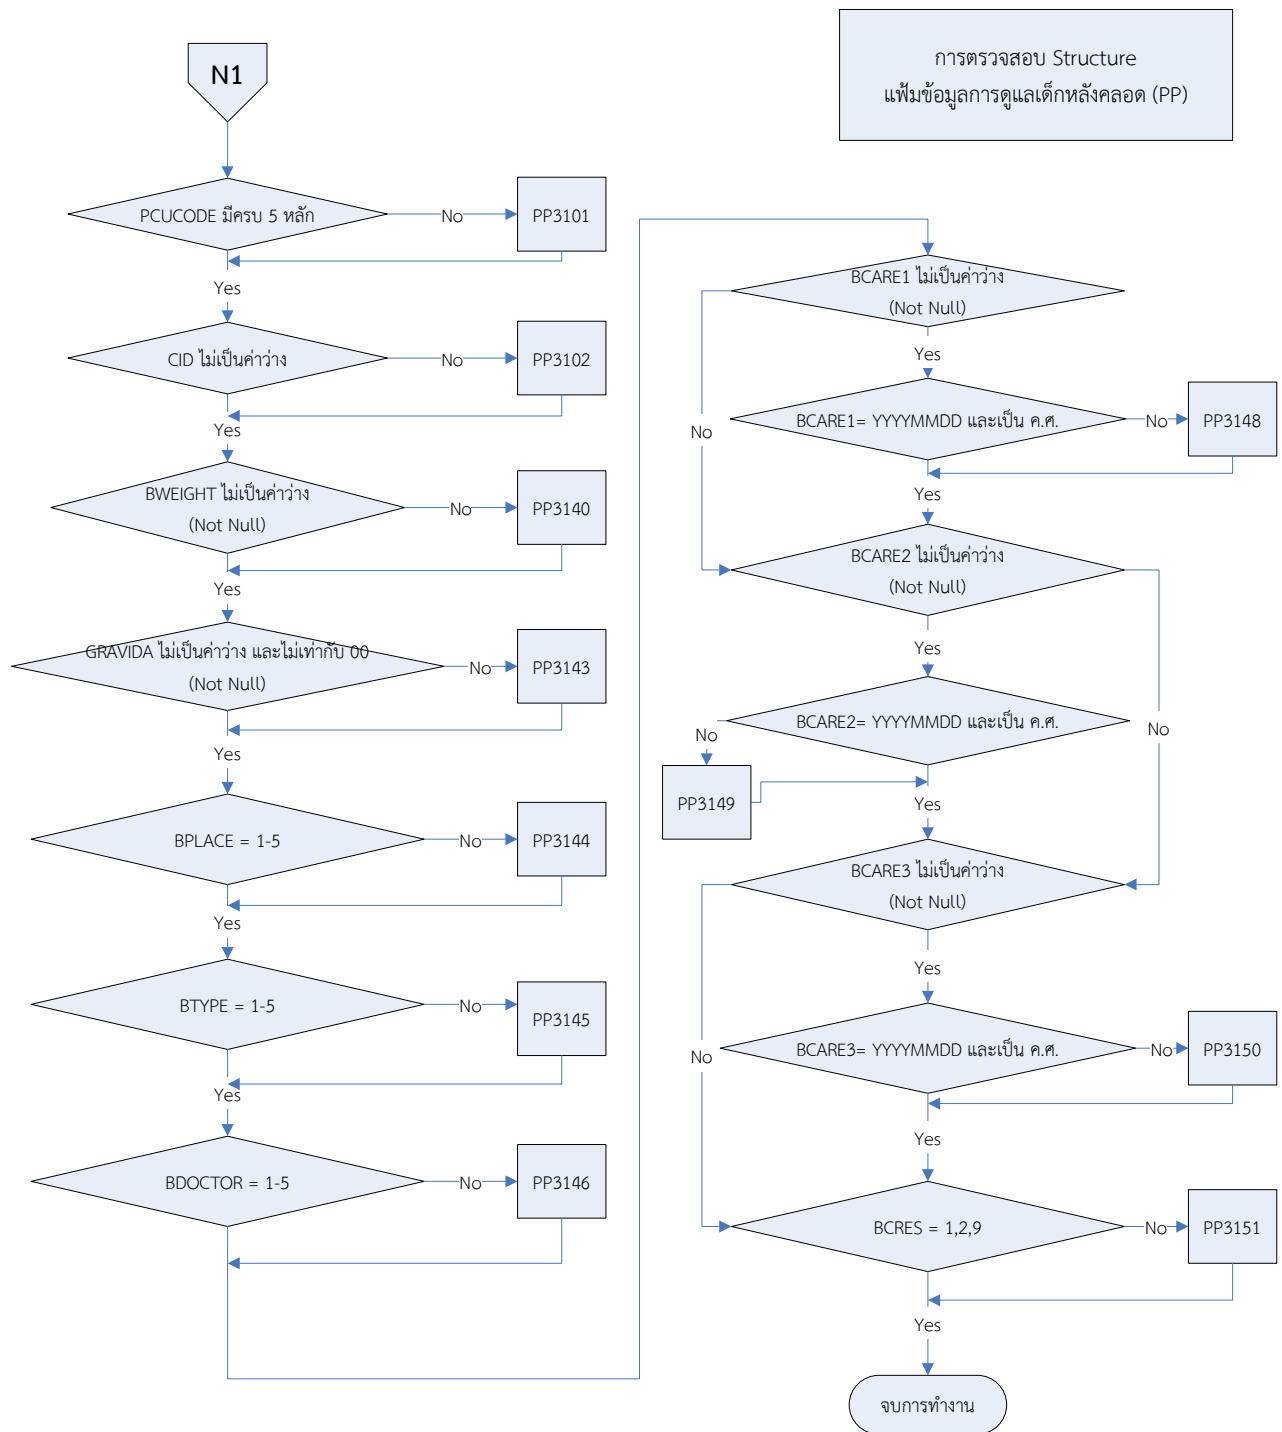 การตรวจสอบ Structure
แฟ้มข้อมูลการดูแลเด็กหลังคลอด (PP)
N1
PCUCODE มีครบ 5 หลัก
No
PP3101
Yes
CID ไม่เป็นค่าว่าง
No
PP3102
Yes
BWEIGHT ไม่เป็นค่าว่าง
(Not Null)
No
PP3140
Yes
GRAVIDA ไม่เป็นค่าว่าง และไม่เท่ากับ 00
(Not Null)
No
PP3143
Yes
BPLACE = 1-5
No
PP3144
Yes
BTYPE = 1-5
No
PP3145
Yes
BDOCTOR = 1-5
No
PP3146
BCARE1 ไม่เป็นค่าว่าง
(Not Null)
Yes
No
BCARE1= YYYYMMDD และเป็น ค.ศ.
No
PP3148
Yes
BCARE2 ไม่เป็นค่าว่าง
(Not Null)
Yes
No
BCARE2= YYYYMMDD และเป็น ค.ศ.
No
PP3149
Yes
BCARE3 ไม่เป็นค่าว่าง
(Not Null)
Yes
No
BCARE3= YYYYMMDD และเป็น ค.ศ.
No
PP3150
Yes
BCRES = 1,2,9
No
PP3151
Yes
จบการทำงาน